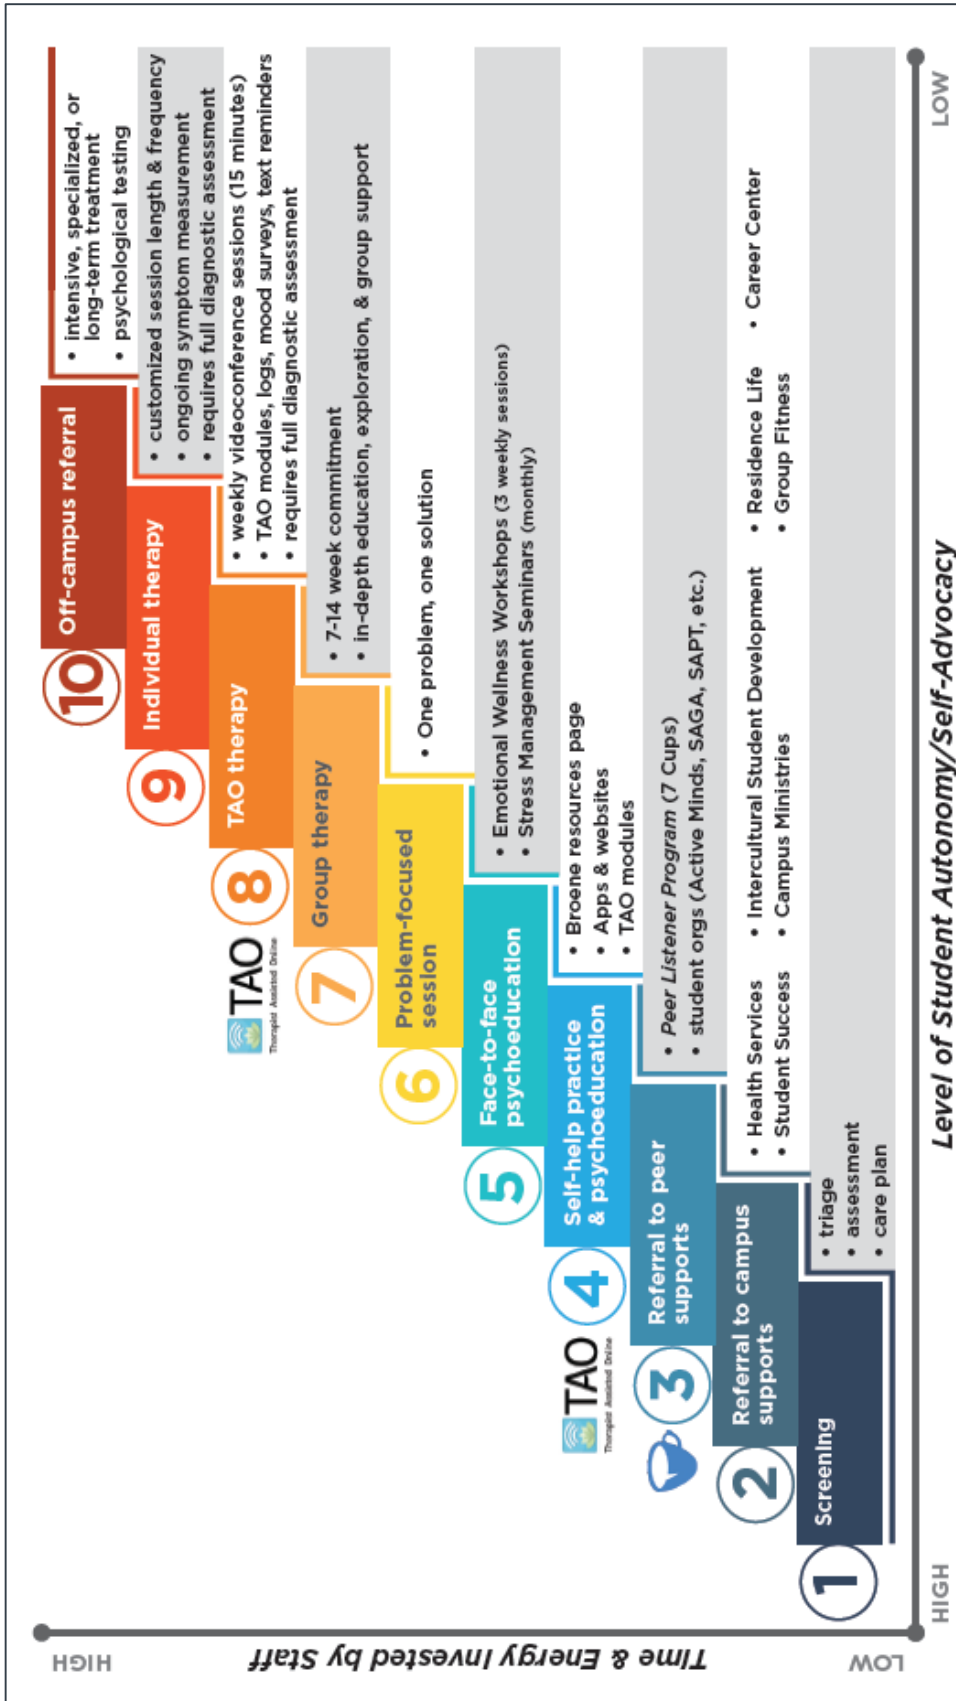 HIGH
Time & Energy Invested by Staff
LOW
10
Off-campus referral
• intensive, specialized, or
long-term treatment
• psychological testing
9
Individual therapy
• customized session length & frequency
• ongoing symptom measurement
• requires full diagnostic assessment
TAO
Therapist Assisted Online
8
TAO therapy
• weekly videoconference sessions (15 minutes)
• TAO modules, logs, mood surveys, text reminders
• requires full diagnostic assessment
7
Group therapy
• 7-14 week commitment
• in-depth education, exploration, & group support
6
Problem-focused
session
• One problem, one solution
5
Face-to-face
psychoeducation
• Emotional Wellness Workshops (3 weekly sessions)
• Stress Management Seminars (monthly)
TAO
Therapist Assisted Online
4
Self-help practice
& psychoeducation
• Broene resources page
• Apps & websites
• TAO modules
3
Referral to peer
supports
• Peer Listener Program (7 Cups)
• student orgs (Active Minds, SAGA, SAPT, etc.)
2
Referral to campus
supports
• Health Services • Intercultural Student Development • Residence Life • Career Center
• Student Success • Campus Ministries • Group Fitness
1
Screening
• triage
• assessment
• care plan
HIGH
Level of Student Autonomy/Self-Advocacy
LOW